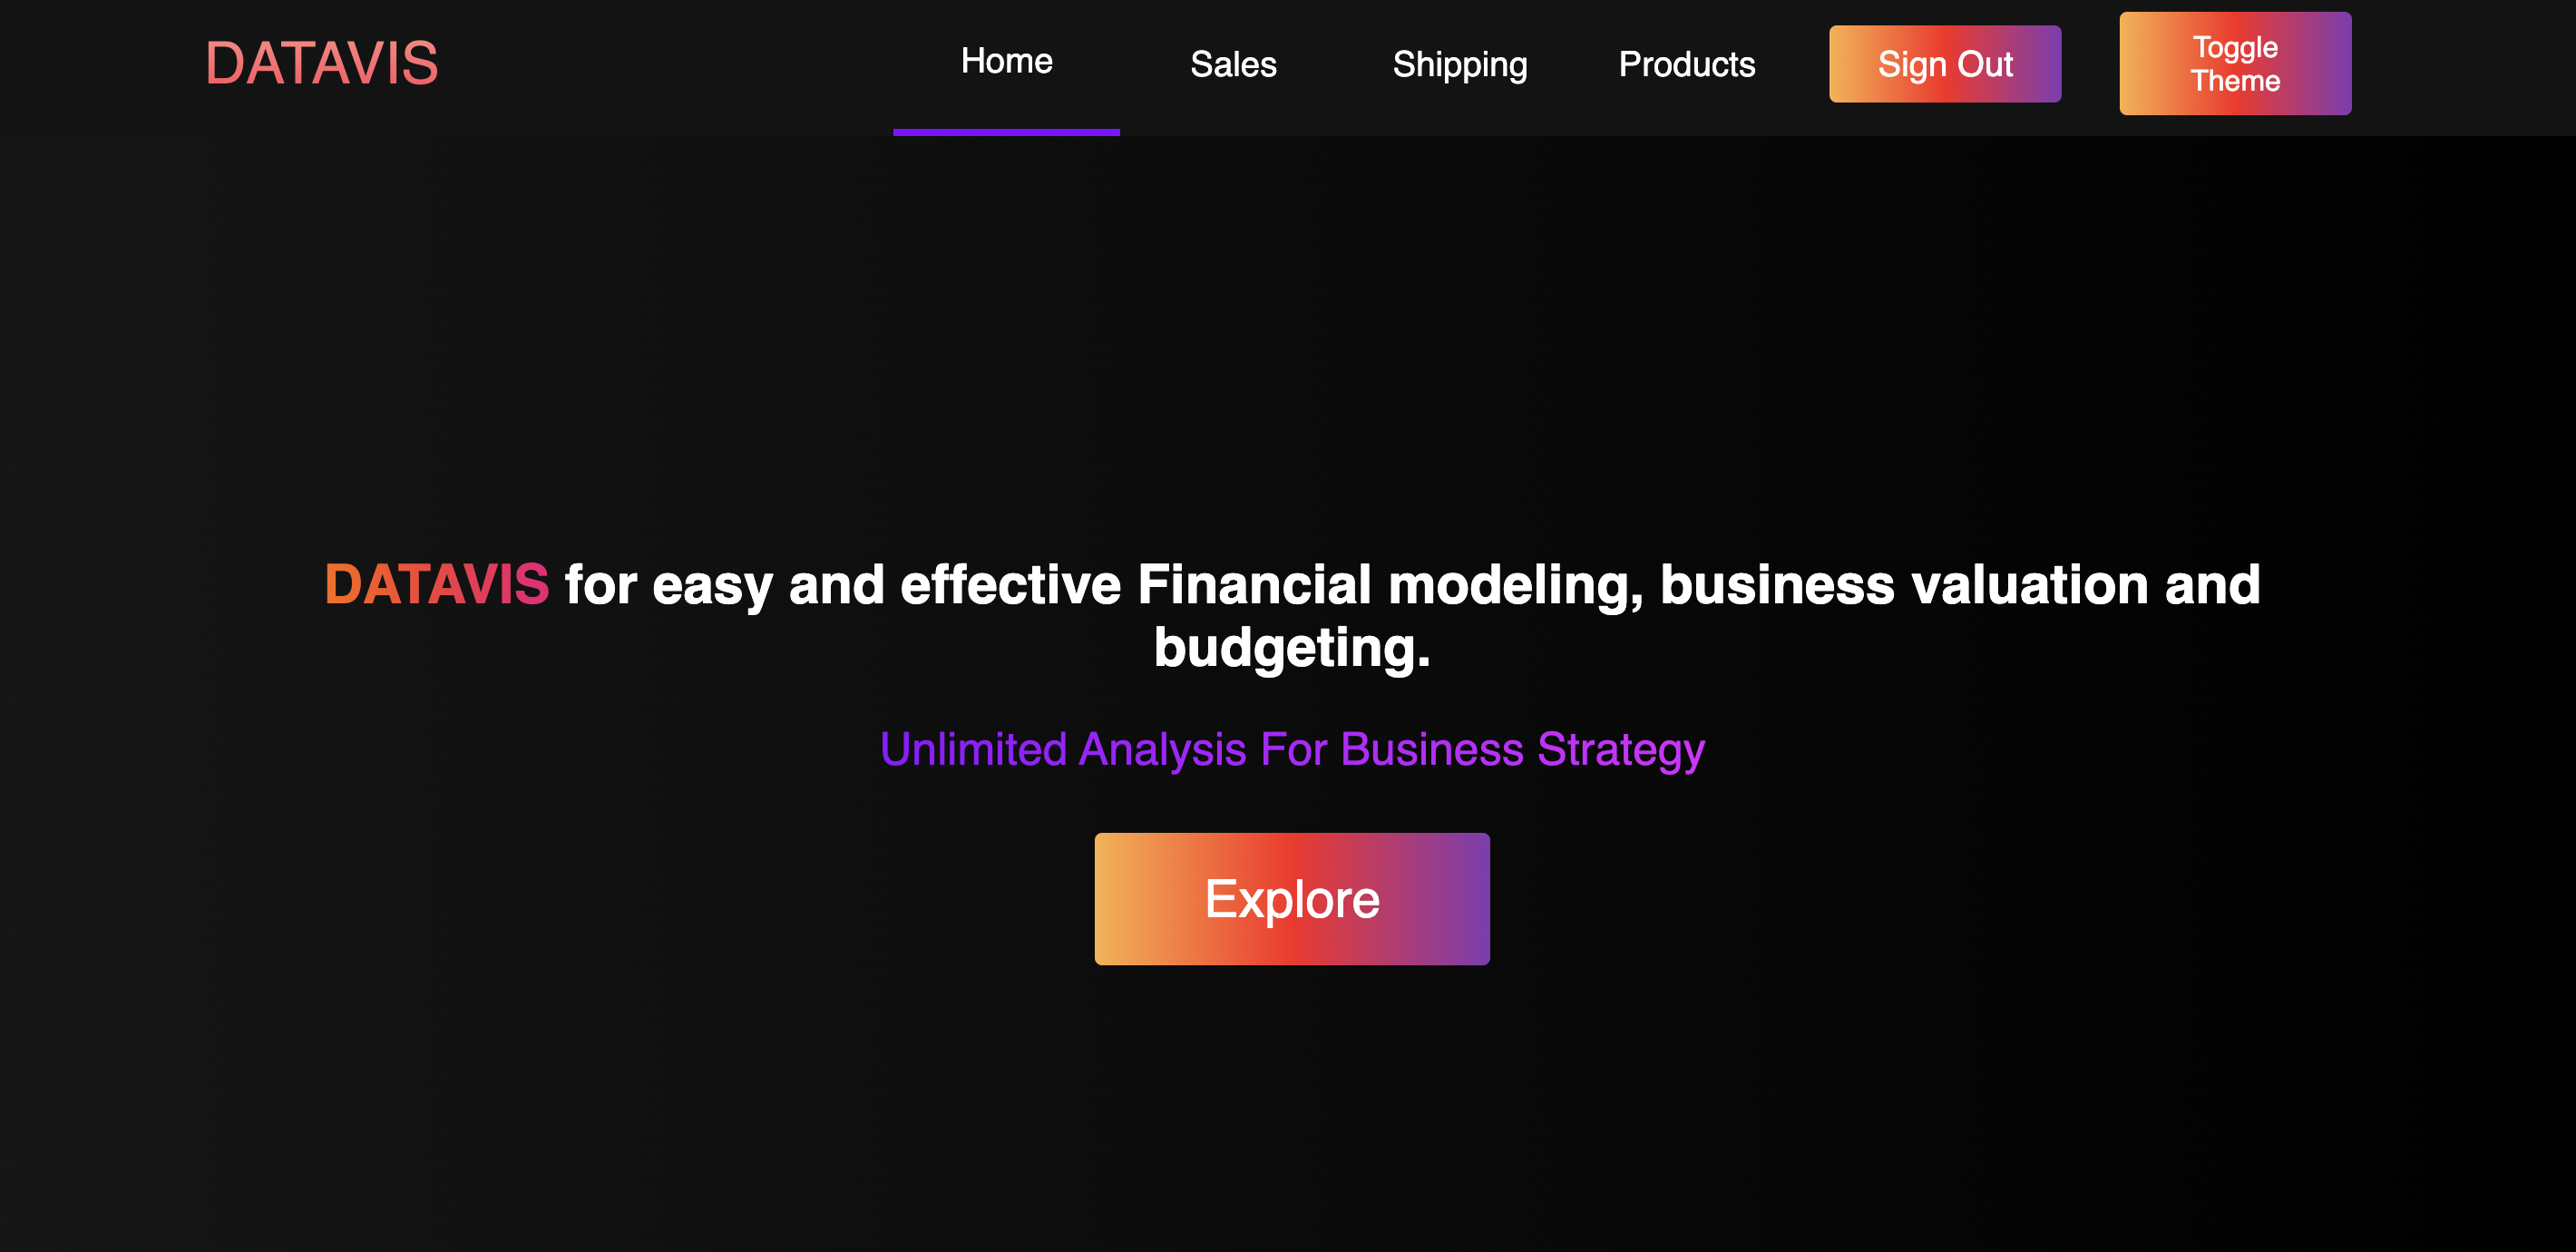 DATAVIS
Home
Sales
Shipping
Products
Sign Out
Toggle
Theme
DATAVIS for easy and effective Financial modeling, business valuation and
budgeting.
Unlimited Analysis For Business Strategy
Explore